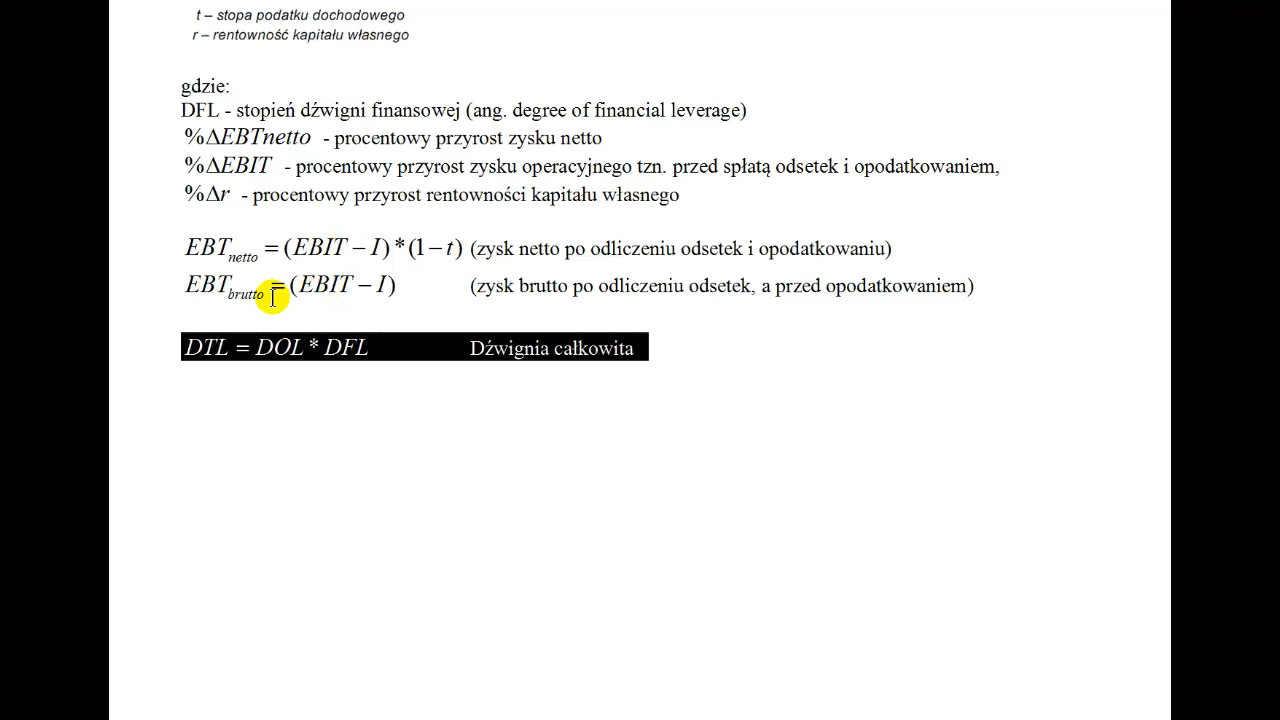 t – stopa podatku dochodowego
r – rentowność kapitału własnego
gdzie:
DFL - stopień dźwigni finansowej (ang. degree of financial leverage)
%ΔEBTnetto - procentowy przyrost zysku netto
%ΔEBIT - procentowy przyrost zysku operacyjnego tzn. przed spłatą odsetek i opodatkowaniem,
%Δr - procentowy przyrost rentowności kapitału własnego
EBT_netto = (EBIT − I) * (1 − t) (zysk netto po odliczeniu odsetek i opodatkowaniu)
EBT_brutto = (EBIT − I) (zysk brutto po odliczeniu odsetek, a przed opodatkowaniem)
DTL = DOL * DFL Dźwignia całkowita